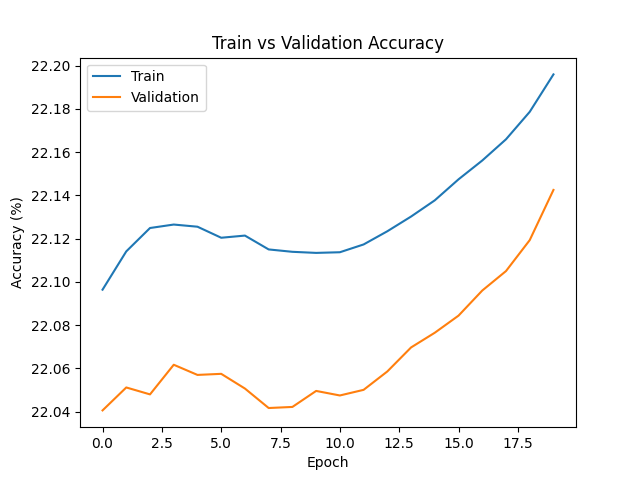 Train vs Validation Accuracy
22.20
22.18
22.16
22.14
22.12
22.10
22.08
22.06
22.04
Accuracy (%)
Train
Validation
0.0 2.5 5.0 7.5 10.0 12.5 15.0 17.5
Epoch